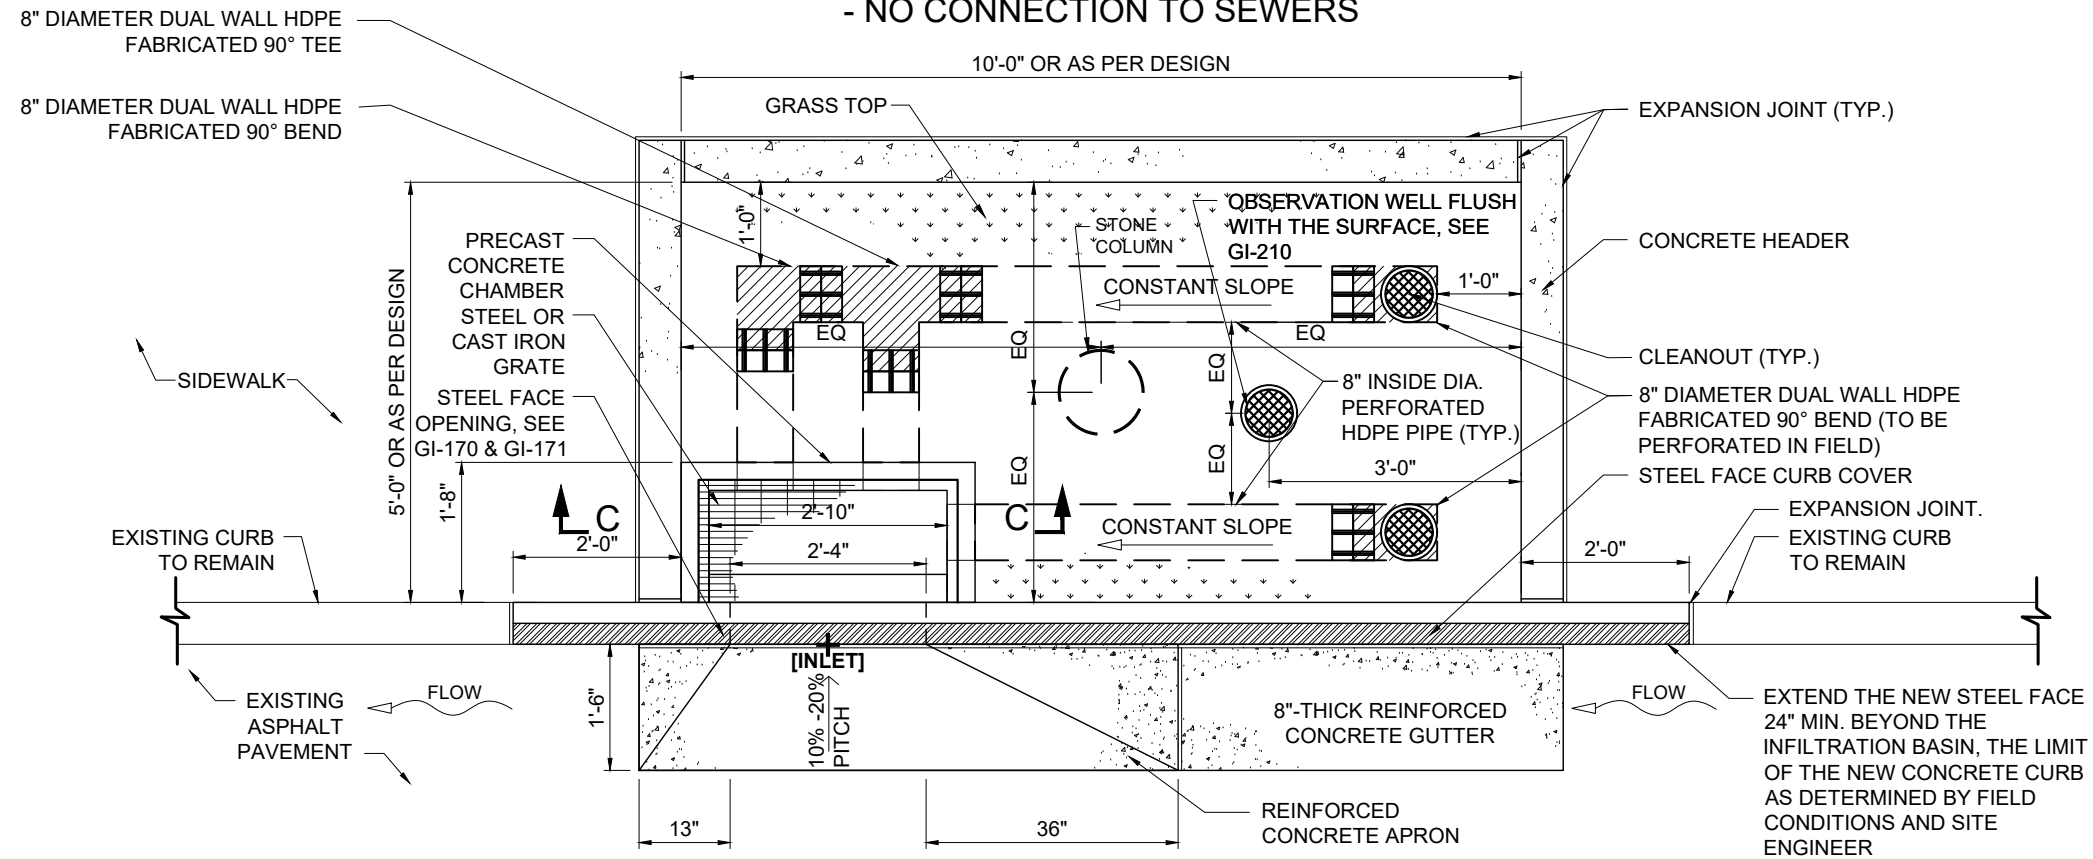 - NO CONNECTION TO SEWERS
8" DIAMETER DUAL WALL HDPE
FABRICATED 90° TEE
10'-0" OR AS PER DESIGN
8" DIAMETER DUAL WALL HDPE
FABRICATED 90° BEND
GRASS TOP
EXPANSION JOINT (TYP.)
5'-0" OR AS PER DESIGN
1'-0"
OBSERVATION WELL FLUSH
WITH THE SURFACE, SEE
GI-210
STONE
COLUMN
CONCRETE HEADER
PRECAST
CONCRETE
CHAMBER
STEEL OR
CAST IRON
GRATE
STEEL FACE
OPENING, SEE
GI-170 & GI-171
CONSTANT SLOPE
1'-0"
EQ
EQ
EQ
EQ
EQ
EQ
CLEANOUT (TYP.)
SIDEWALK
8" INSIDE DIA.
PERFORATED
HDPE PIPE (TYP.)
8" DIAMETER DUAL WALL HDPE
FABRICATED 90° BEND (TO BE
PERFORATED IN FIELD)
3'-0"
STEEL FACE CURB COVER
1'-8"
C
C
2'-10"
CONSTANT SLOPE
EXPANSION JOINT.
EXISTING CURB
TO REMAIN
2'-0"
2'-4"
2'-0"
EXISTING CURB
TO REMAIN
[INLET]
1'-6"
10% -20%
PITCH
EXISTING
ASPHALT
PAVEMENT
FLOW
8"-THICK REINFORCED
CONCRETE GUTTER
FLOW
EXTEND THE NEW STEEL FACE
24" MIN. BEYOND THE
INFILTRATION BASIN, THE LIMIT
OF THE NEW CONCRETE CURB
AS DETERMINED BY FIELD
CONDITIONS AND SITE
ENGINEER
13"
36"
REINFORCED
CONCRETE APRON